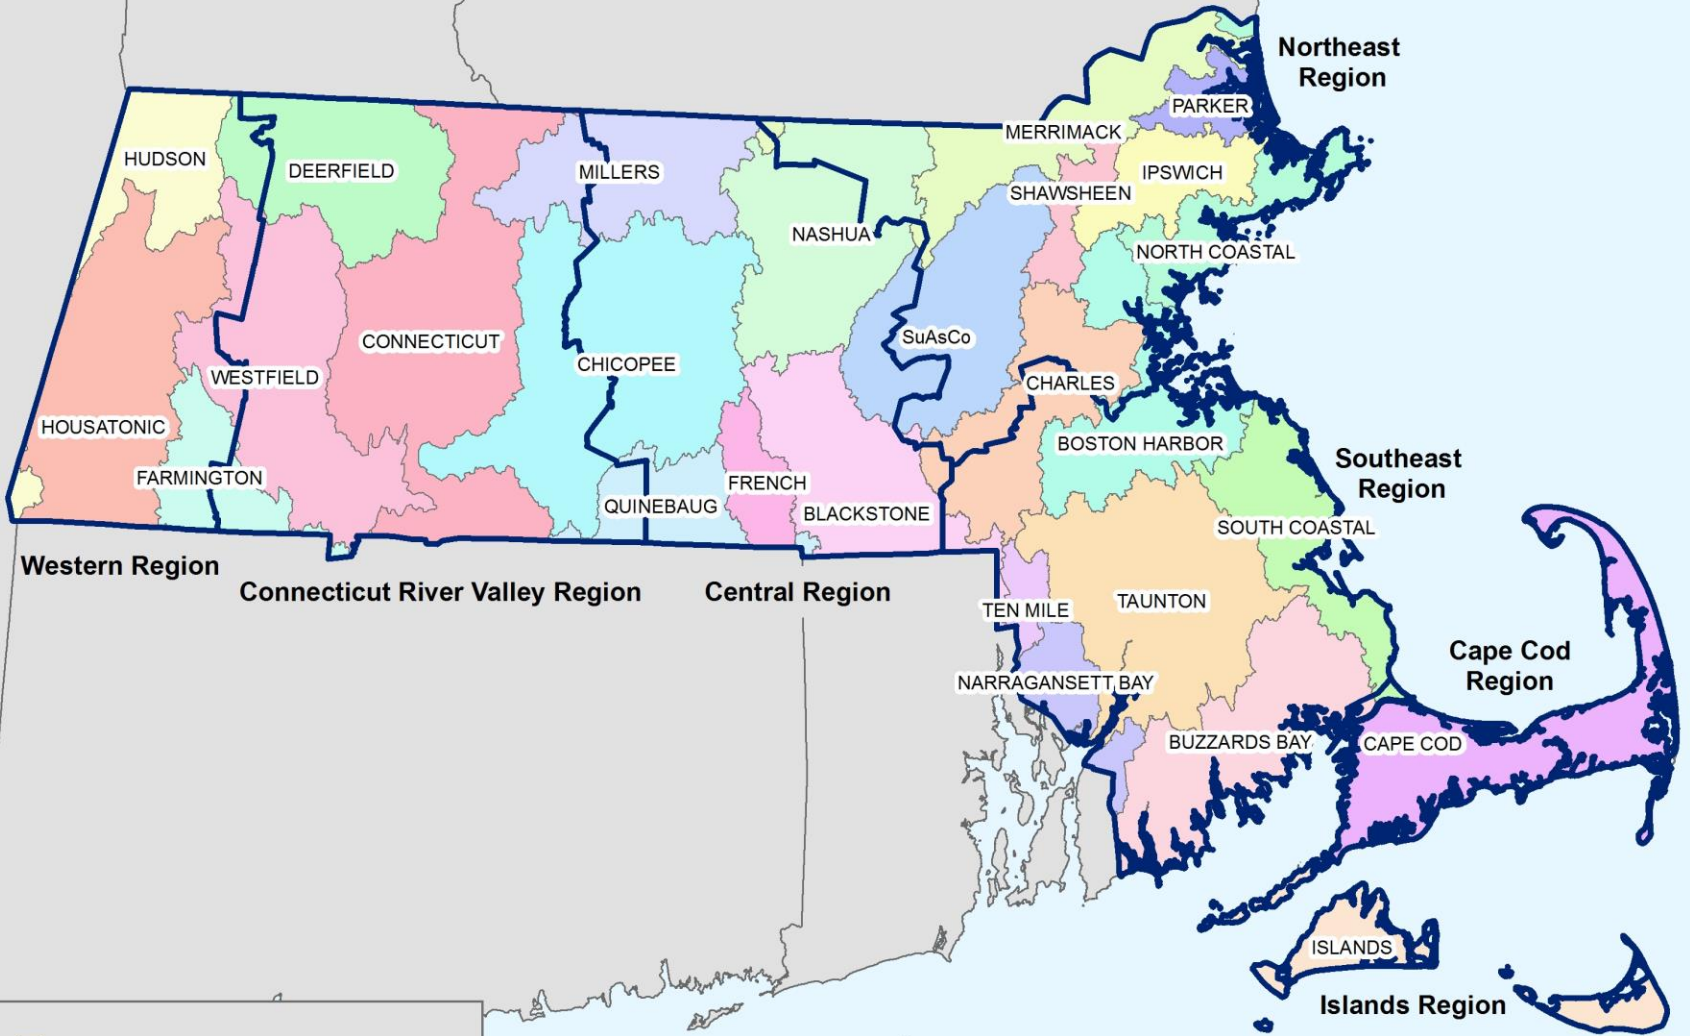 Northeast
Region
PARKER
MERRIMACK
HUDSON
DEERFIELD
MILLERS
IPSWICH
SHAWSHEEN
NASHUA
NORTH COASTAL
CONNECTICUT
SuAsCo
CHICOPEE
WESTFIELD
CHARLES
HOUSATONIC
BOSTON HARBOR
Southeast
Region
FARMINGTON
FRENCH
QUINEBAUG
BLACKSTONE
SOUTH COASTAL
Western Region
Connecticut River Valley Region
Central Region
TEN MILE
TAUNTON
Cape Cod
Region
NARRAGANSETT BAY
BUZZARDS BAY
CAPE COD
ISLANDS
Islands Region